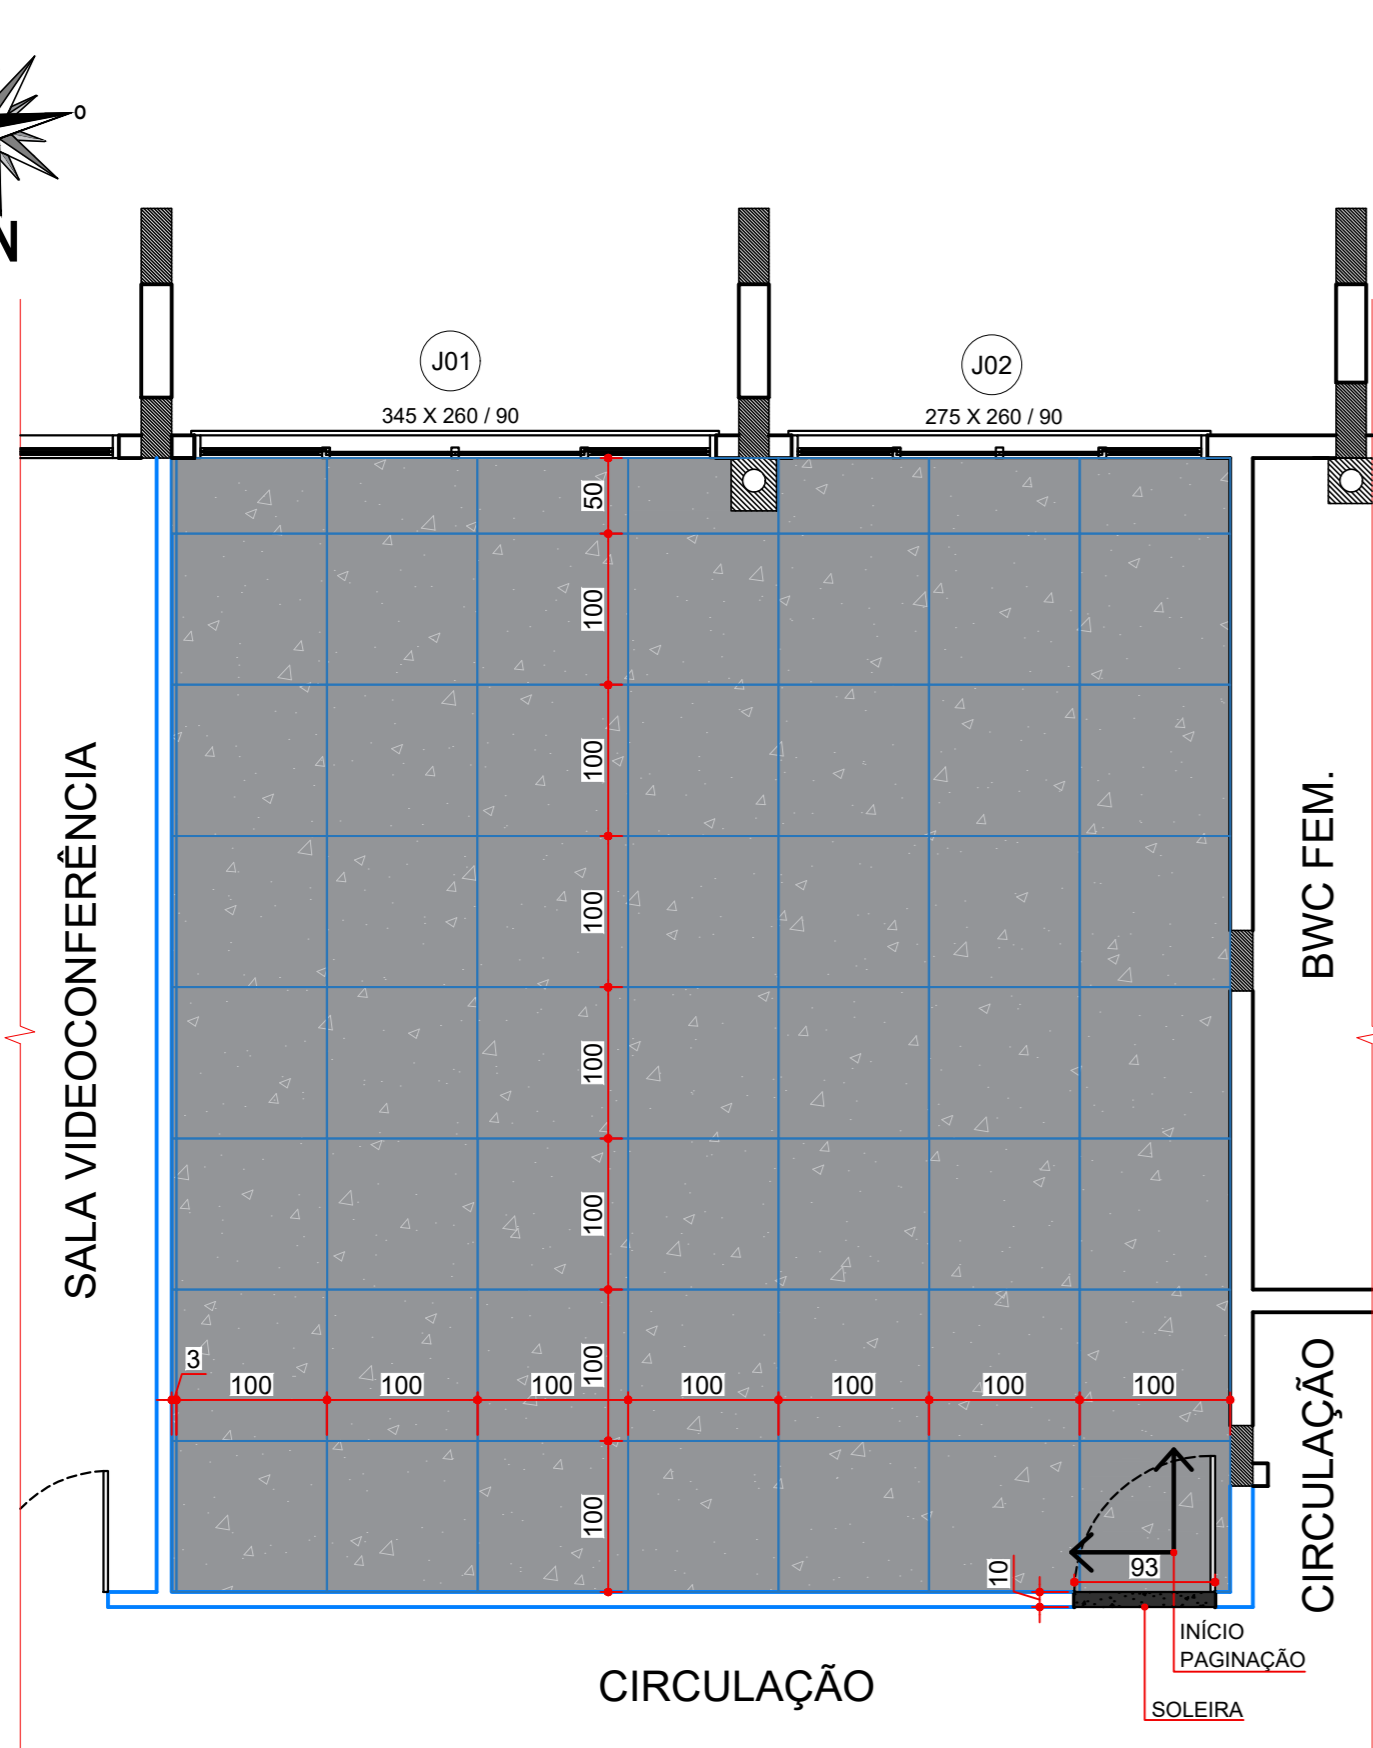 O
N
J01
345 X 260 / 90
J02
275 X 260 / 90
50
100
100
100
100
100
100
100
SALA VIDEOCONFERÊNCIA
BWC FEM.
CIRCULAÇÃO
3
100
100
100
100
100
100
100
10
93
INÍCIO
PAGINAÇÃO
SOLEIRA
CIRCULAÇÃO